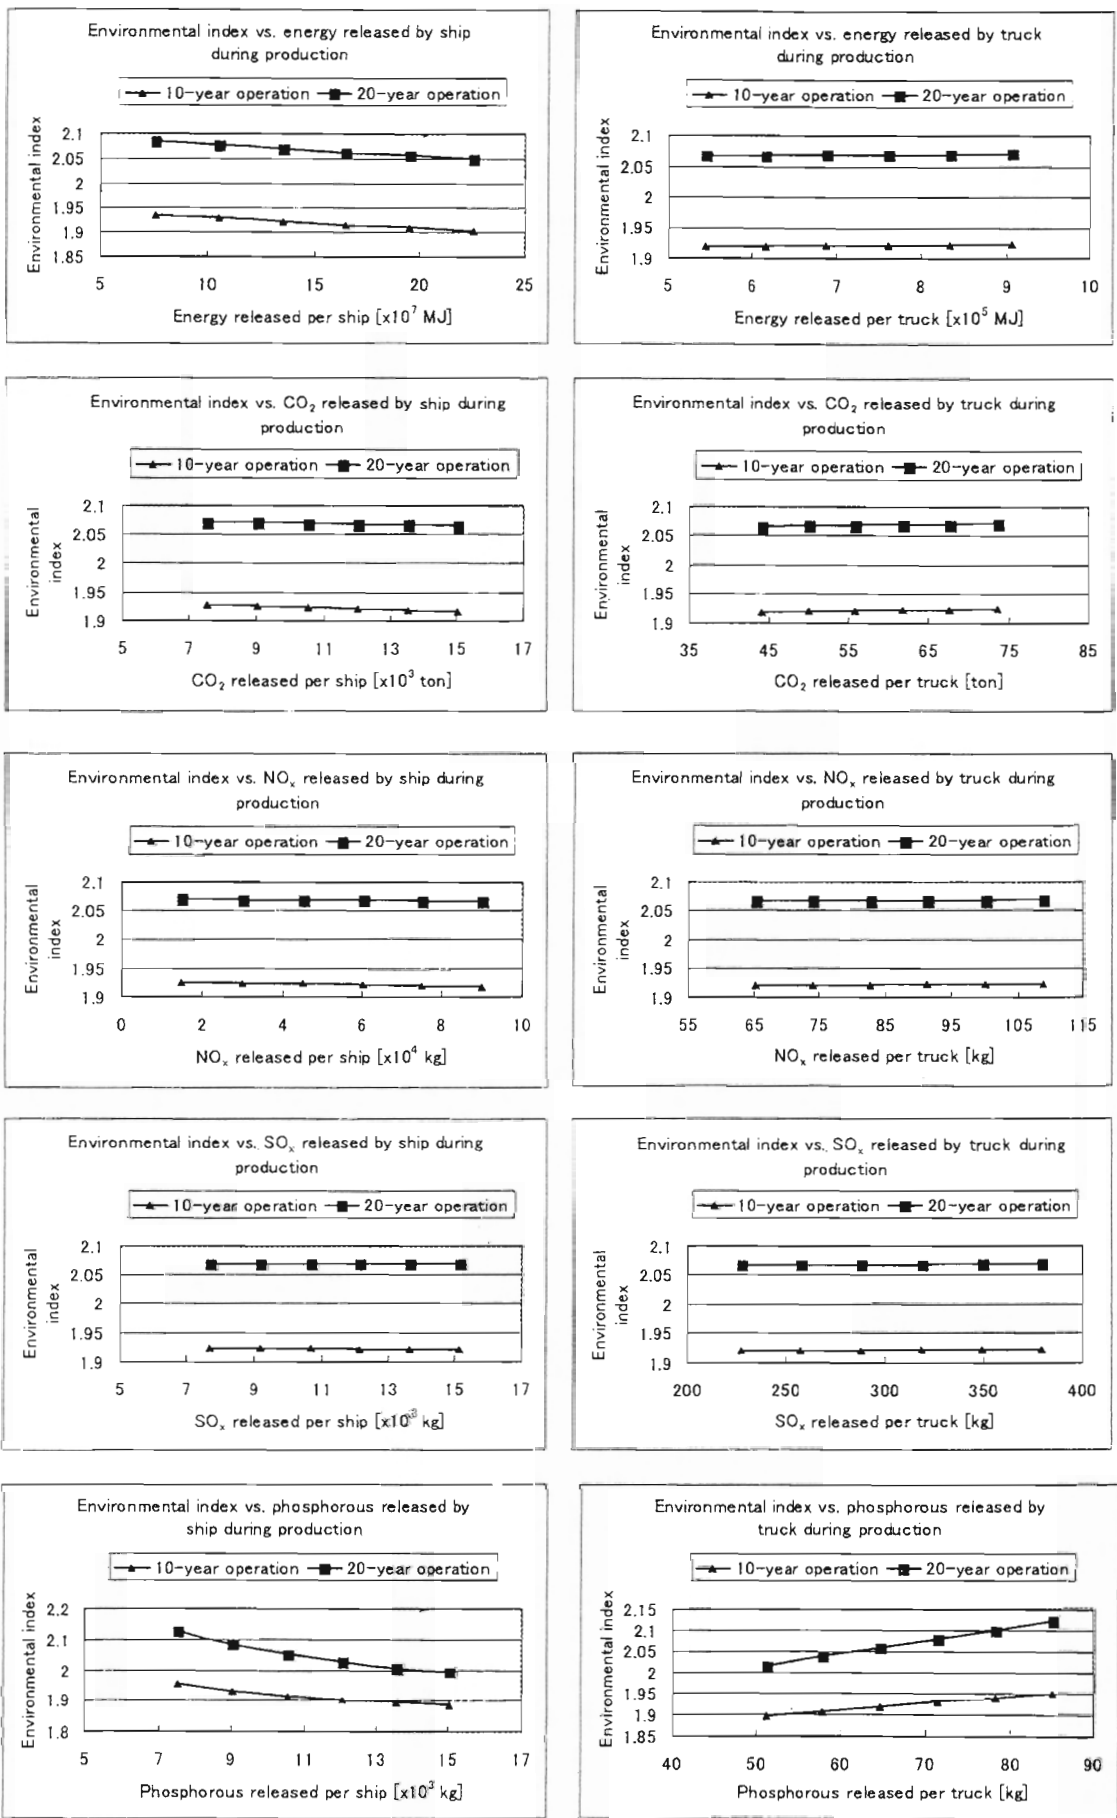 Environmental index vs. energy released by ship
during production
10-year operation 20-year operation
Environmental index
2.1
2.05
2
1.95
1.9
1.85
5 10 15 20 25
Energy released per ship [x10⁷ MJ]
Environmental index vs. energy released by truck
during production
10-year operation 20-year operation
Environmental index
2.1
2.05
2
1.95
1.9
5 6 7 8 9 10
Energy released per truck [x10⁵ MJ]
Environmental index vs. CO₂ released by ship during
production
10-year operation 20-year operation
Environmental
index
2.1
2.05
2
1.95
1.9
5 7 9 11 13 15 17
CO₂ released per ship [x10³ ton]
Environmental index vs. CO₂ released by truck during
production
10-year operation 20-year operation
Environmental
index
2.1
2.05
2
1.95
1.9
35 45 55 65 75 85
CO₂ released per truck [ton]
Environmental index vs. NOₓ released by ship during
production
10-year operation 20-year operation
Environmental
index
2.1
2.05
2
1.95
1.9
0 2 4 6 8 10
NOₓ released per ship [x10⁴ kg]
Environmental index vs. NOₓ released by truck during
production
10-year operation 20-year operation
Environmental
index
2.1
2.05
2
1.95
1.9
55 65 75 85 95 105 115
NOₓ released per truck [kg]
Environmental index vs. SOₓ released by ship during
production
10-year operation 20-year operation
Environmental
index
2.1
2.05
2
1.95
1.9
5 7 9 11 13 15 17
SOₓ released per ship [x10³ kg]
Environmental index vs. SOₓ released by truck during
production
10-year operation 20-year operation
Environmental
index
2.1
2.05
2
1.95
1.9
200 250 300 350 400
SOₓ released per truck [kg]
Environmental index vs. phosphorous released by
ship during production
10-year operation 20-year operation
Environmental index
2.2
2.1
2
1.9
1.8
5 7 9 11 13 15 17
Phosphorous released per ship [x10³ kg]
Environmental index vs. phosphorous released by
truck during production
10-year operation 20-year operation
Environmental index
2.15
2.1
2.05
2
1.95
1.9
1.85
40 50 60 70 80 90
Phosphorous released per truck [kg]